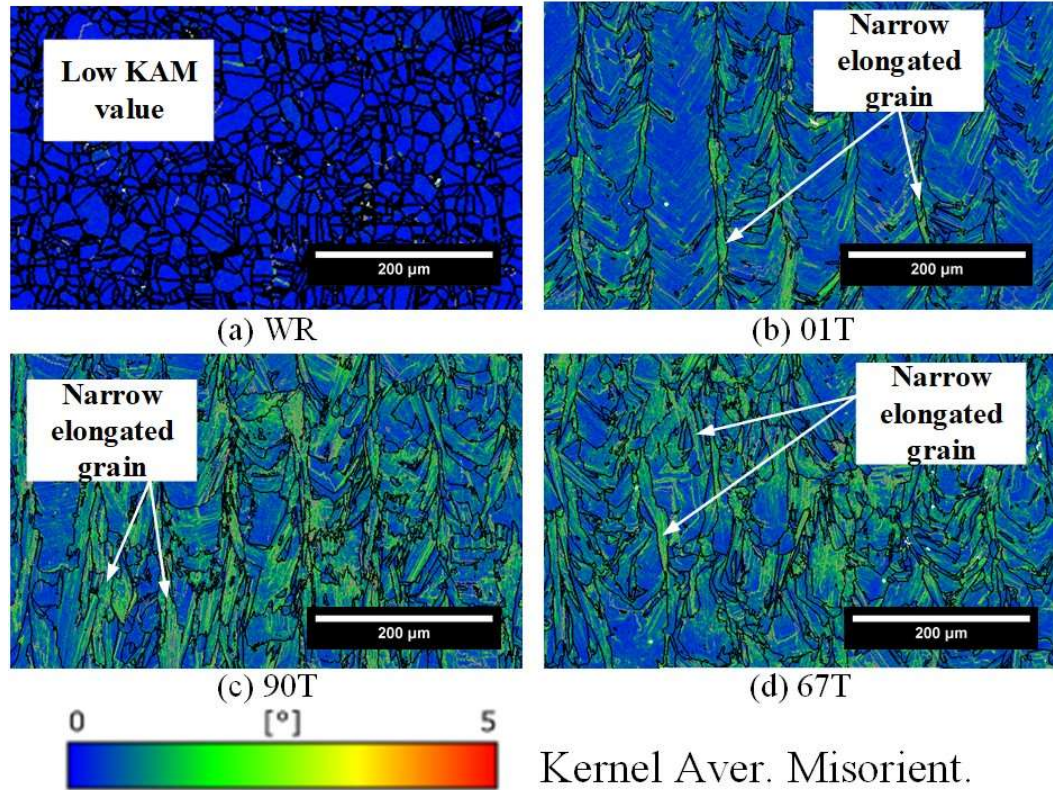 Low KAM
value
200 µm
(a) WR
Narrow
elongated
grain
200 µm
(b) 01T
Narrow
elongated
grain
200 µm
(c) 90T
Narrow
elongated
grain
200 µm
(d) 67T
0 [°] 5
Kernel Aver. Misorient.